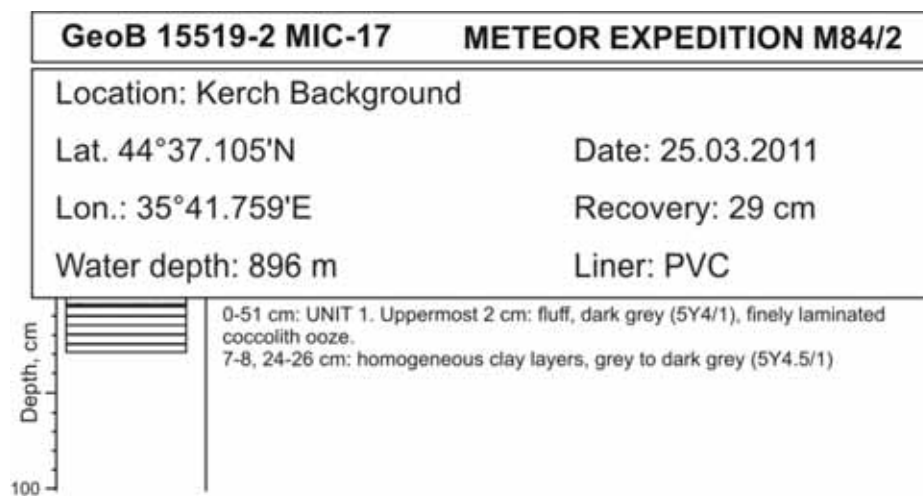 GeoB 15519-2 MIC-17 METEOR EXPEDITION M84/2
Location: Kerch Background
Lat. 44°37.105'N Date: 25.03.2011
Lon.: 35°41.759'E Recovery: 29 cm
Water depth: 896 m Liner: PVC
0-51 cm: UNIT 1. Uppermost 2 cm: fluff, dark grey (5Y4/1), finely laminated
coccolith ooze.
7-8, 24-26 cm: homogeneous clay layers, grey to dark grey (5Y4.5/1)
Depth, cm
100